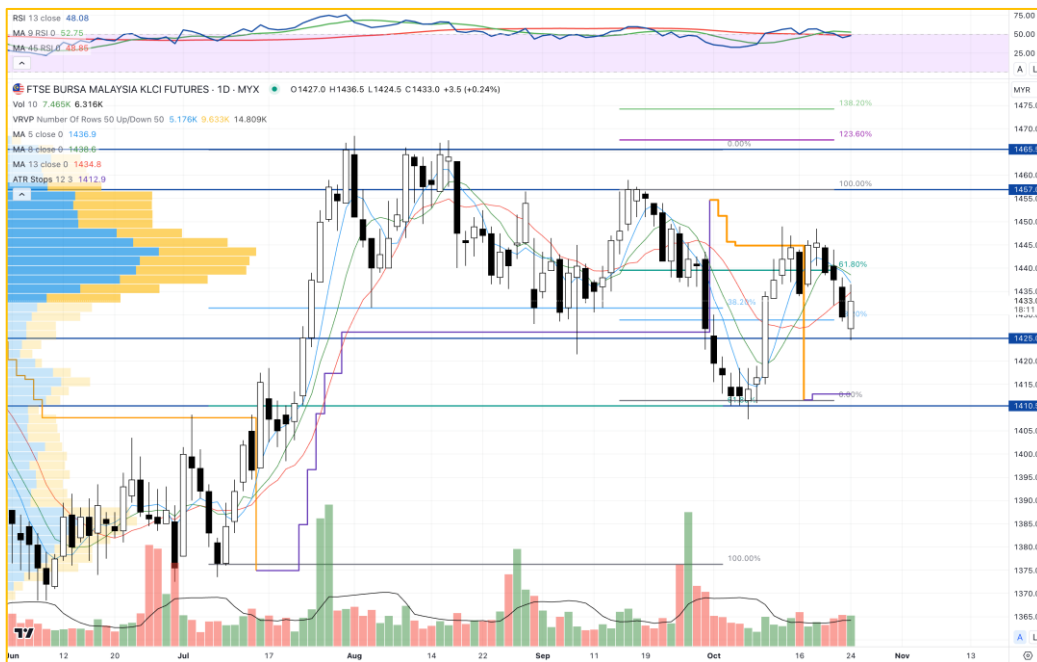 RSI 13 close 48.08
MA 9 RSI 0 52.75
MA 45 RSI 0 48.85
75.00
50.00
25.00
0.00
A L
FTSE BURSA MALAYSIA KLCI FUTURES · 1D · MYX O1427.0 H1436.5 L1424.5 C1433.0 +3.5 (+0.24%)
MYR
Vol 10 7.465K 6.316K
VRVP Number Of Rows 50 Up/Down 50 5.176K 9.633K 14.809K
MA 5 close 0 1436.9
MA 8 close 0 1438.6
MA 13 close 0 1434.8
ATR Stops 12 3 1412.9
138.20%
123.60%
0.00%
100.00%
61.80%
38.20%
0.00%
100.00%
1475.0
1470.0
1465.5
1457.0
1455.0
1450.0
1445.0
1440.0
1435.0
1433.0
18:11
1425.0
1420.0
1415.0
1410.5
1405.0
1400.0
1395.0
1390.0
1385.0
1380.0
1375.0
1370.0
1365.0
A L
Jun 12 20 Jul 17 Aug 14 22 Sep 11 19 Oct 16 24 Nov 13